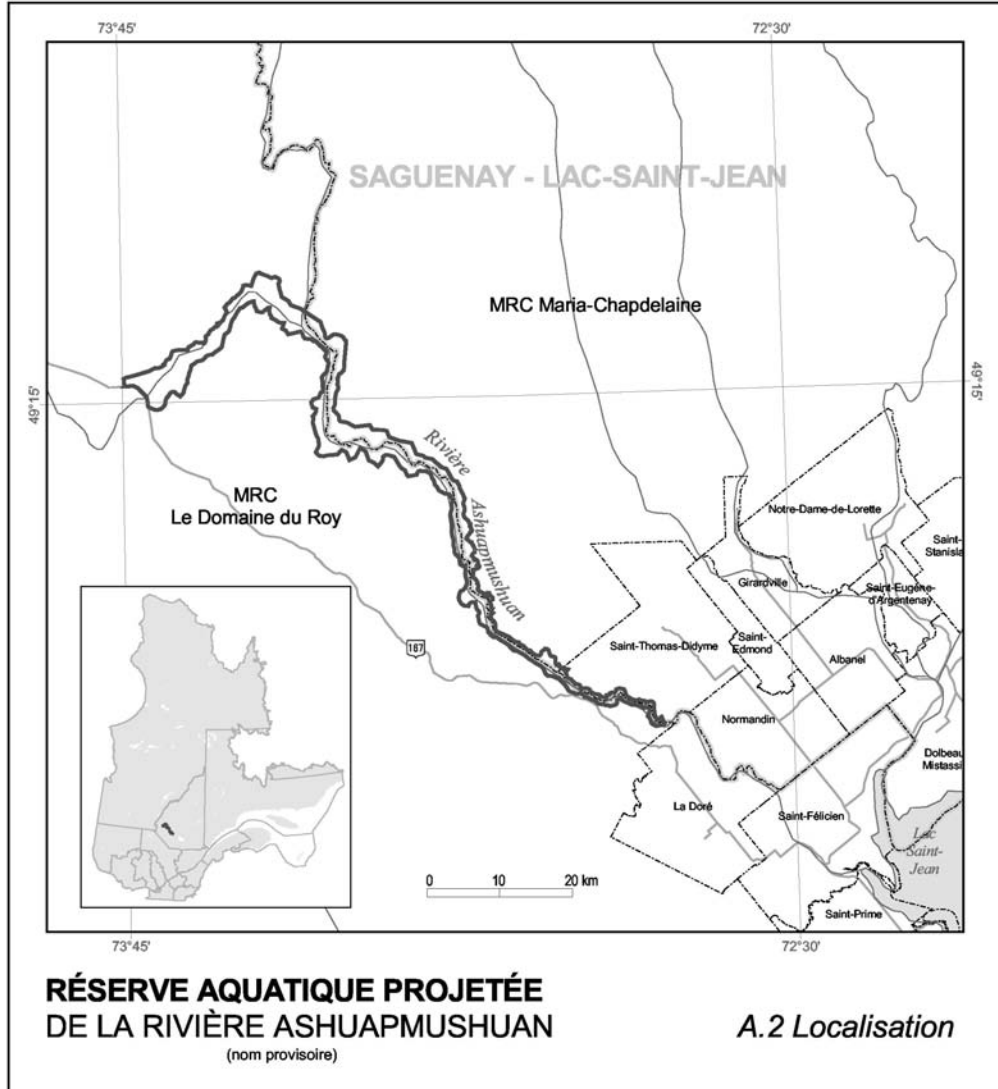 73°45'
72°30'
SAGUENAY - LAC-SAINT-JEAN
MRC Maria-Chapdelaine
49°15'
49°15'
Rivière
Ashuapmushuan
MRC
Le Domaine du Roy
Notre-Dame-de-Lorette
Saint-
Stanisla
Girardville
Saint-Eugène-
d'Argentenay
Saint-Thomas-Didyme
Saint-
Edmond
Albanel
167
Normandin
Dolbeau
Mistassi
La Doré
Saint-Félicien
Lac
Saint-
Jean
0 10 20 km
Saint-Prime
73°45'
72°30'
RÉSERVE AQUATIQUE PROJETÉE
DE LA RIVIÈRE ASHUAPMUSHUAN
(nom provisoire)
A.2 Localisation